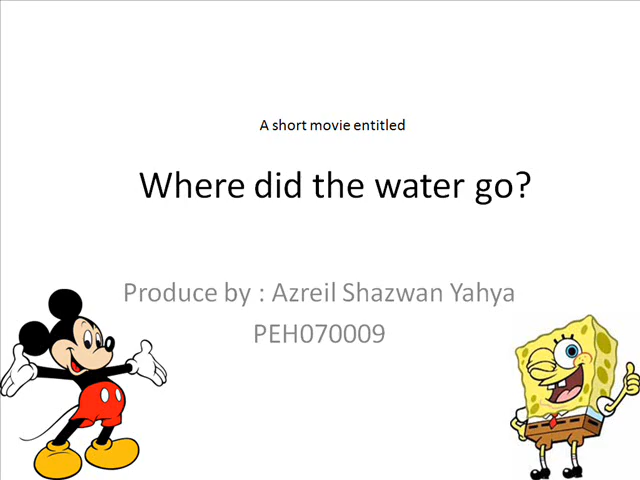 A short movie entitled
Where did the water go?
Produce by : Azreil Shazwan Yahya
PEH070009